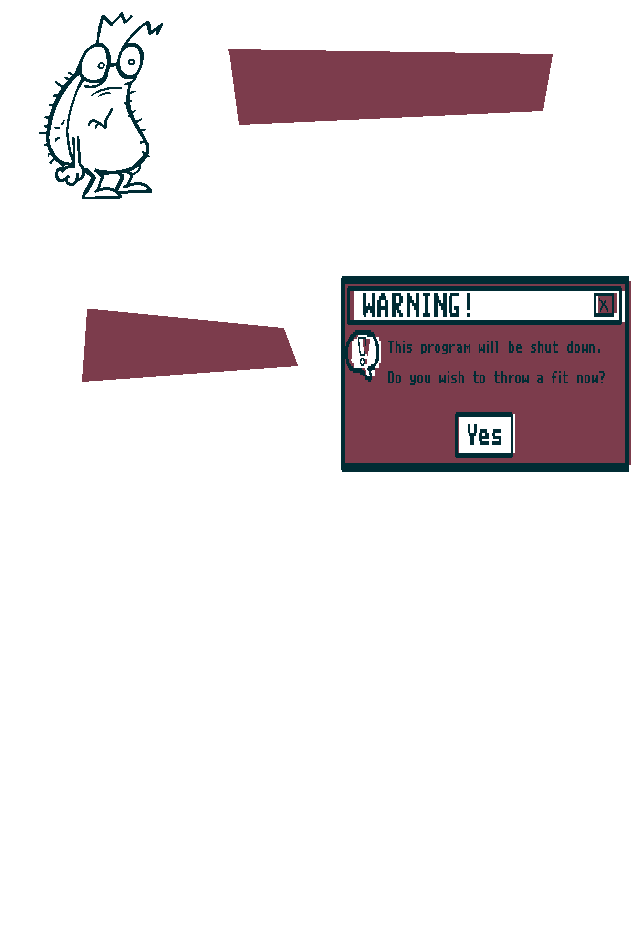 WARNING!
X
This program will be shut down.
Do you wish to throw a fit now?
Yes